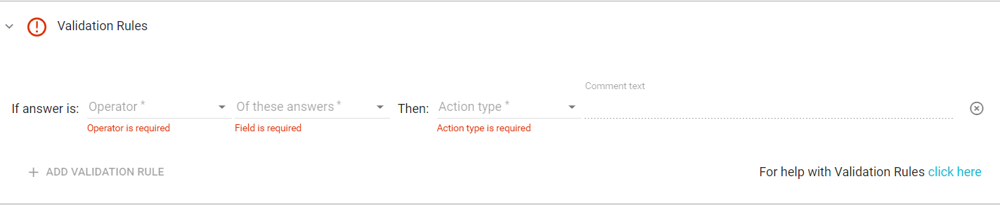 Validation Rules
Comment text
If answer is: Operator * Of these answers * Then: Action type *
Operator is required Field is required Action type is required
+ ADD VALIDATION RULE For help with Validation Rules click here